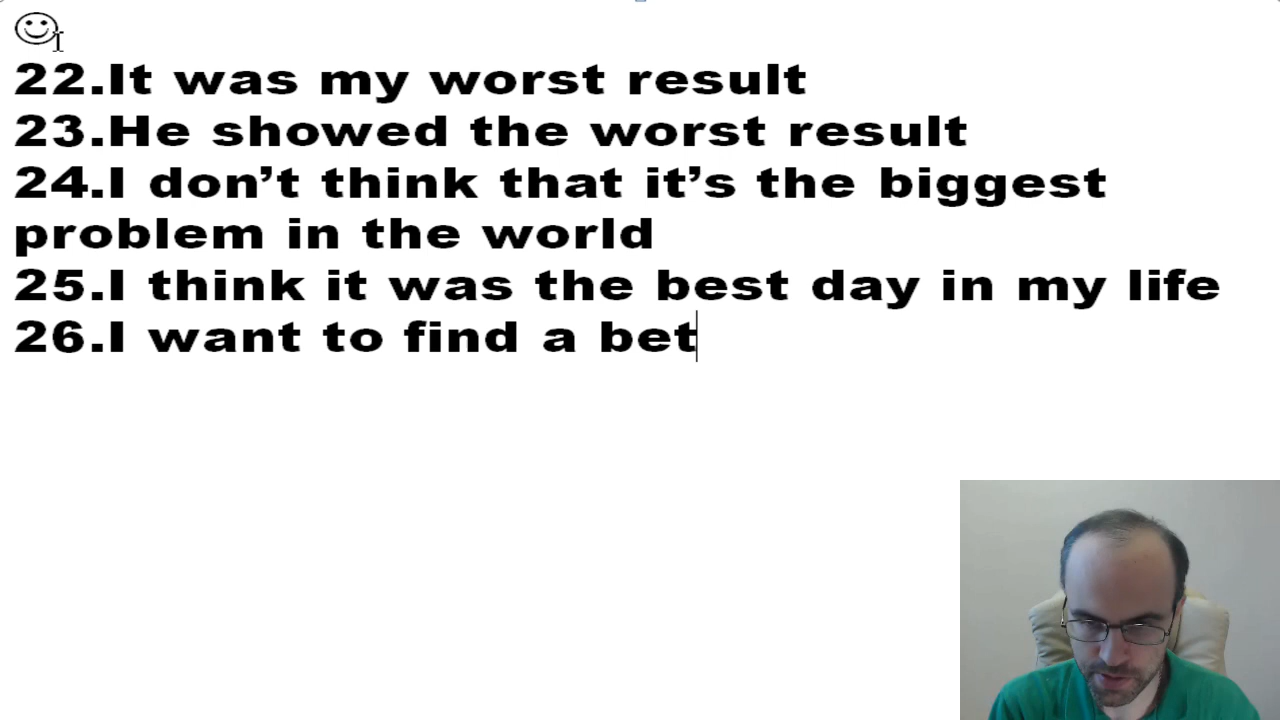 22.It was my worst result
23.He showed the worst result
24.I don’t think that it’s the biggest
problem in the world
25.I think it was the best day in my life
26.I want to find a bet